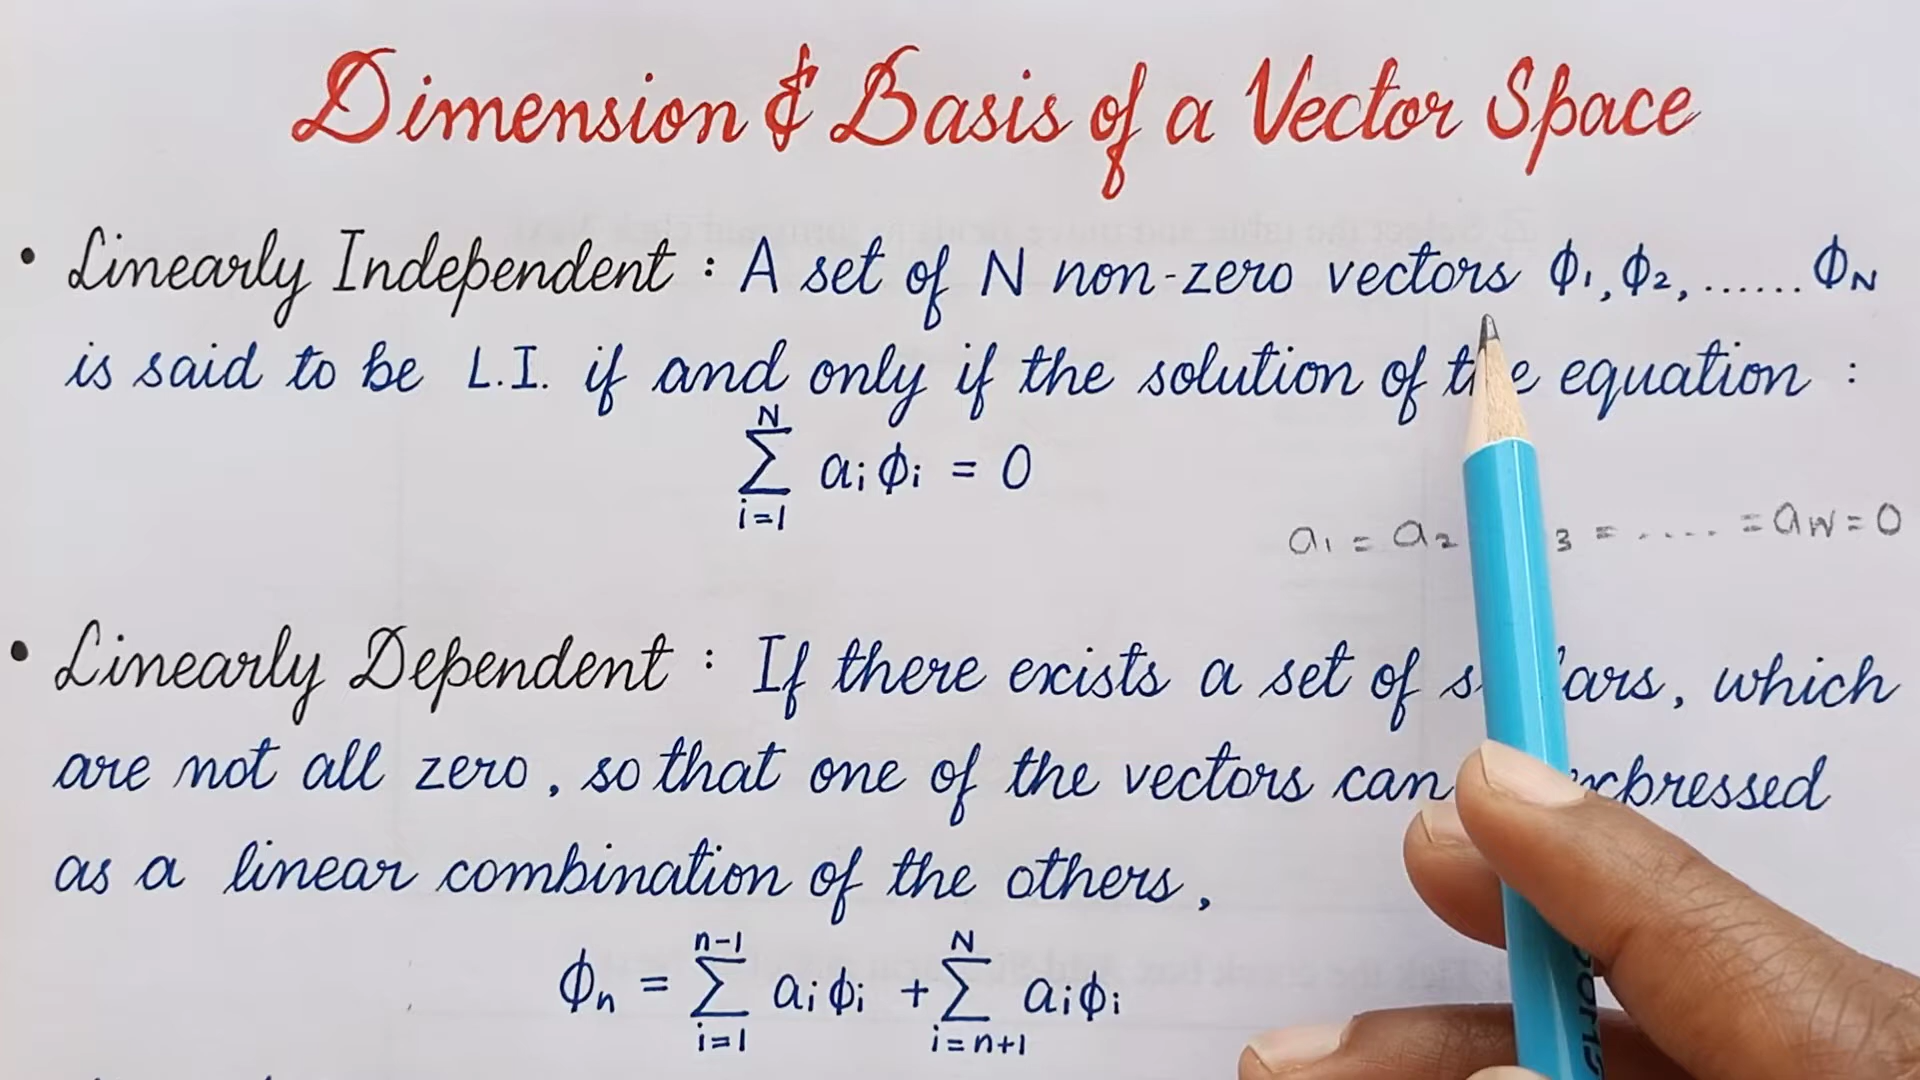 Dimension & Basis of a Vector Space
• Linearly Independent : A set of N non-zero vectors ϕ₁, ϕ₂, ...... ϕN
is said to be L.I. if and only if the solution of the equation :
N
∑ aᵢϕᵢ = 0
i=1
a₁ = a₂ 3 = ..... = aN = 0
• Linearly Dependent : If there exists a set of , which
are not all zero, so that one of the vectors can
as a linear combination of the others,
n-1 N
ϕn = ∑ aᵢϕᵢ + ∑ aᵢϕᵢ
i=1 i=n+1